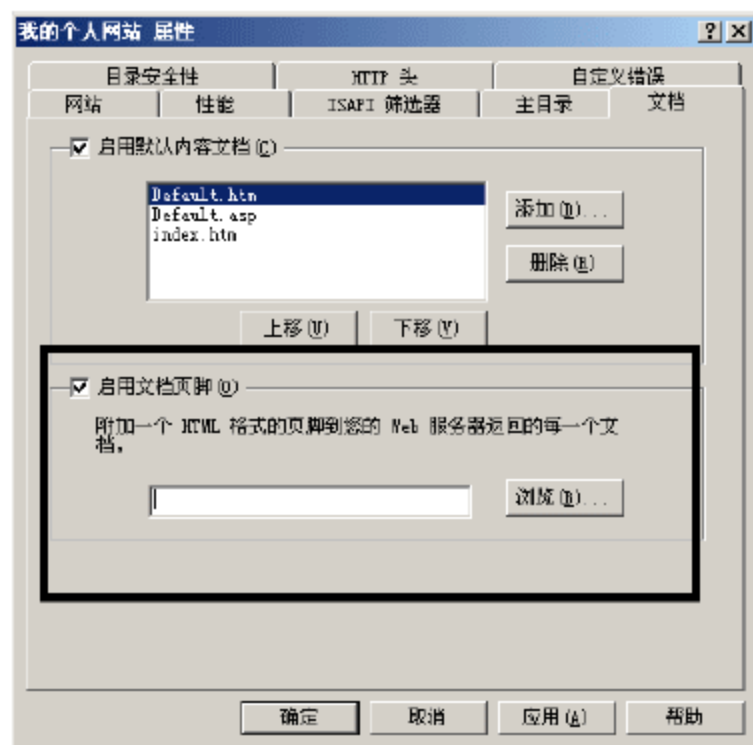 我的个人网站 属性
目录安全性 HTTP 头 自定义错误
网站 性能 ISAPI 筛选器 主目录 文档
启用默认内容文档(C)
Default.htm
Default.asp
index.htm
添加(D)...
删除(R)
上移(U) 下移(V)
启用文档页脚(O)
附加一个 HTML 格式的页脚到您的 Web 服务器返回的每一个文
档。
浏览(B)...
确定 取消 应用(A) 帮助